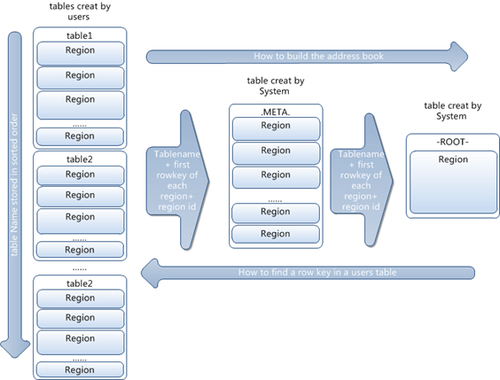 tables creat by
users
table1
Region
Region
Region
......
Region
table2
Region
Region
Region
......
Region
......
table2
Region
Region
Region
......
Region
table Name stored in sorted order
How to build the address book
Tablename
+ first
rowkey of
each
region+
region id
table creat by
System
.META.
Region
Region
Region
......
Region
Region
Tablename
+ first
rowkey of
each
region+
region id
table creat by
System
-ROOT-
Region
How to find a row key in a users table